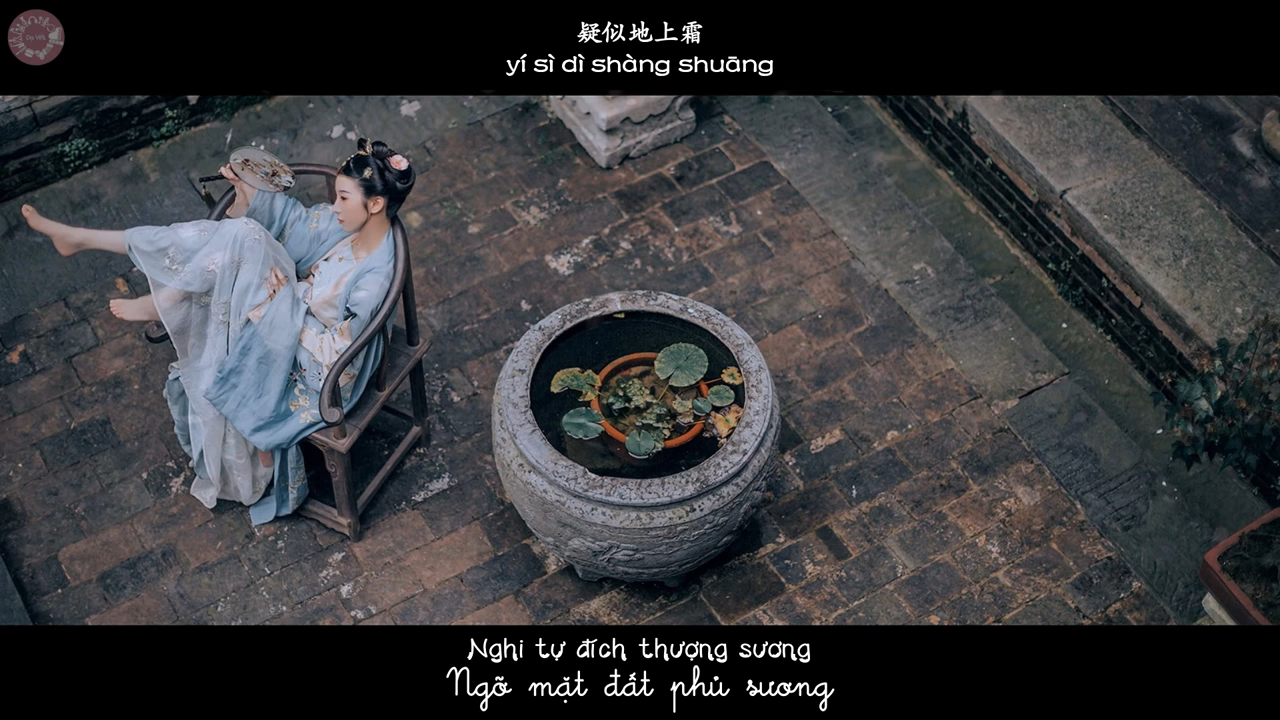 疑似地上霜
yí sì dì shàng shuāng
Nghi tự đích thượng sương
Ngỡ mặt đất phủ sương